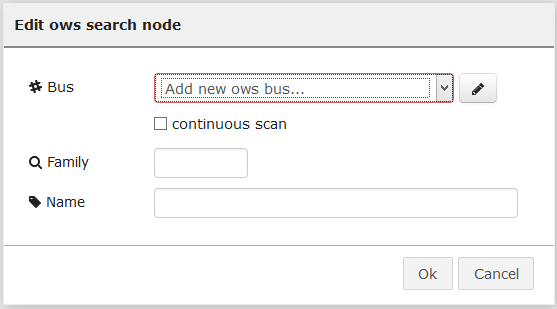 Edit ows search node
Bus
Add new ows bus...
continuous scan
Family
Name
Ok
Cancel